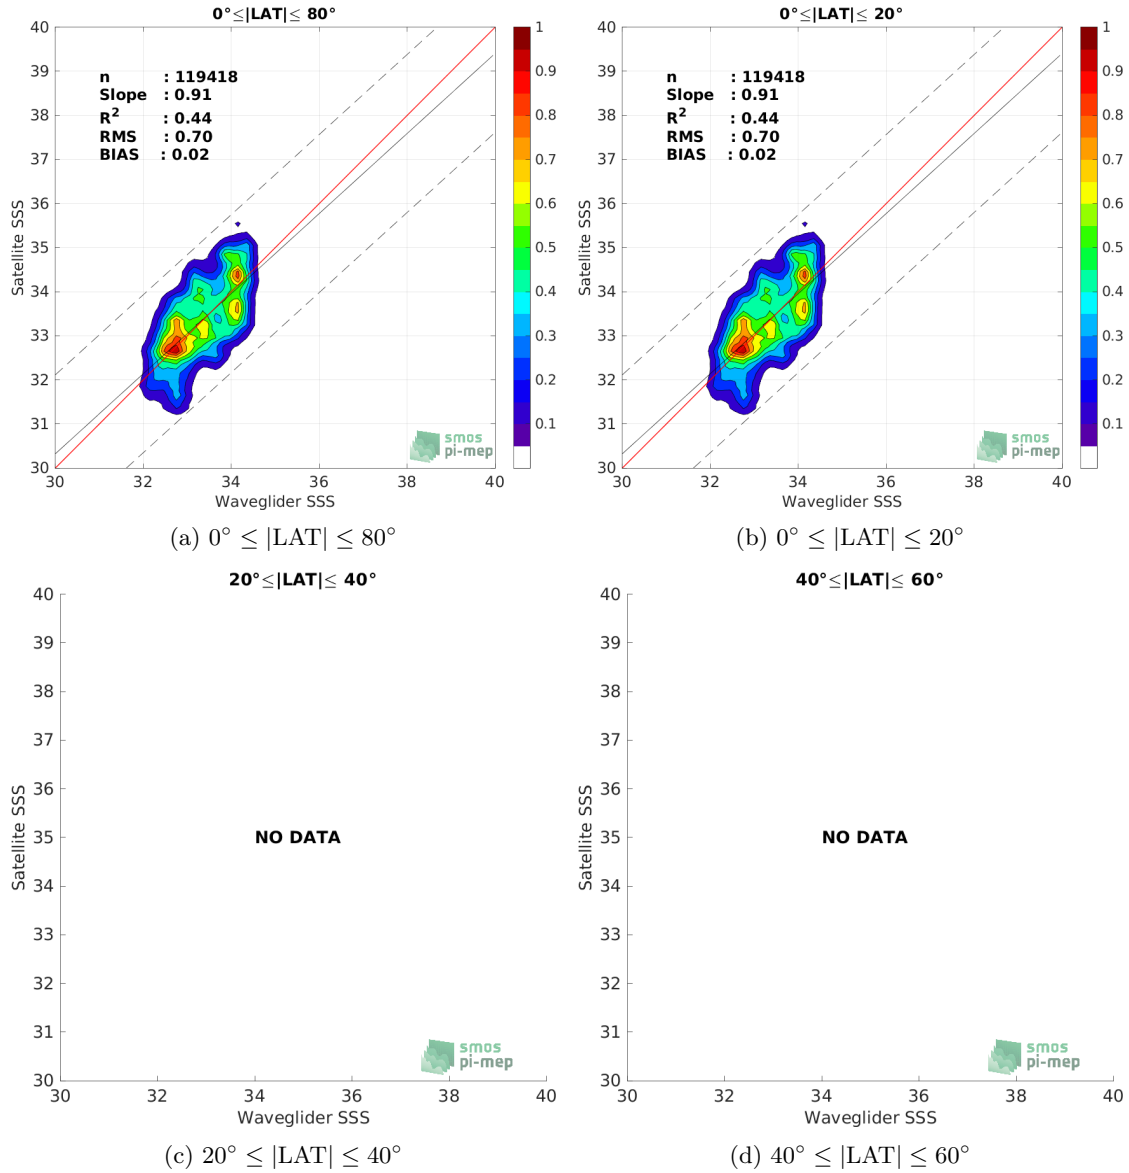 0°≤|LAT|≤ 80°
40
39
38
37
36
35
34
33
32
31
30
Satellite SSS
n : 119418
Slope : 0.91
R² : 0.44
RMS : 0.70
BIAS : 0.02
smos
pi-mep
30 32 34 36 38 40
Waveglider SSS
1
0.9
0.8
0.7
0.6
0.5
0.4
0.3
0.2
0.1
(a) 0° ≤ |LAT| ≤ 80°
0°≤|LAT|≤ 20°
40
39
38
37
36
35
34
33
32
31
30
Satellite SSS
n : 119418
Slope : 0.91
R² : 0.44
RMS : 0.70
BIAS : 0.02
smos
pi-mep
30 32 34 36 38 40
Waveglider SSS
1
0.9
0.8
0.7
0.6
0.5
0.4
0.3
0.2
0.1
(b) 0° ≤ |LAT| ≤ 20°
20°≤|LAT|≤ 40°
40
39
38
37
36
35
34
33
32
31
30
Satellite SSS
NO DATA
smos
pi-mep
30 32 34 36 38 40
Waveglider SSS
(c) 20° ≤ |LAT| ≤ 40°
40°≤|LAT|≤ 60°
40
39
38
37
36
35
34
33
32
31
30
Satellite SSS
NO DATA
smos
pi-mep
30 32 34 36 38 40
Waveglider SSS
(d) 40° ≤ |LAT| ≤ 60°